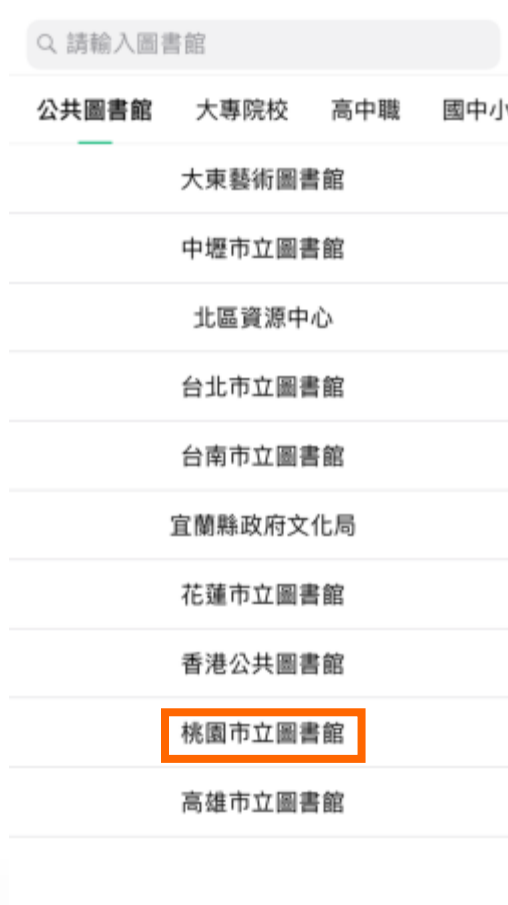 請輸入圖書館
公共圖書館 大專院校 高中職 國中小
大東藝術圖書館
中壢市立圖書館
北區資源中心
台北市立圖書館
台南市立圖書館
宜蘭縣政府文化局
花蓮市立圖書館
香港公共圖書館
桃園市立圖書館
高雄市立圖書館